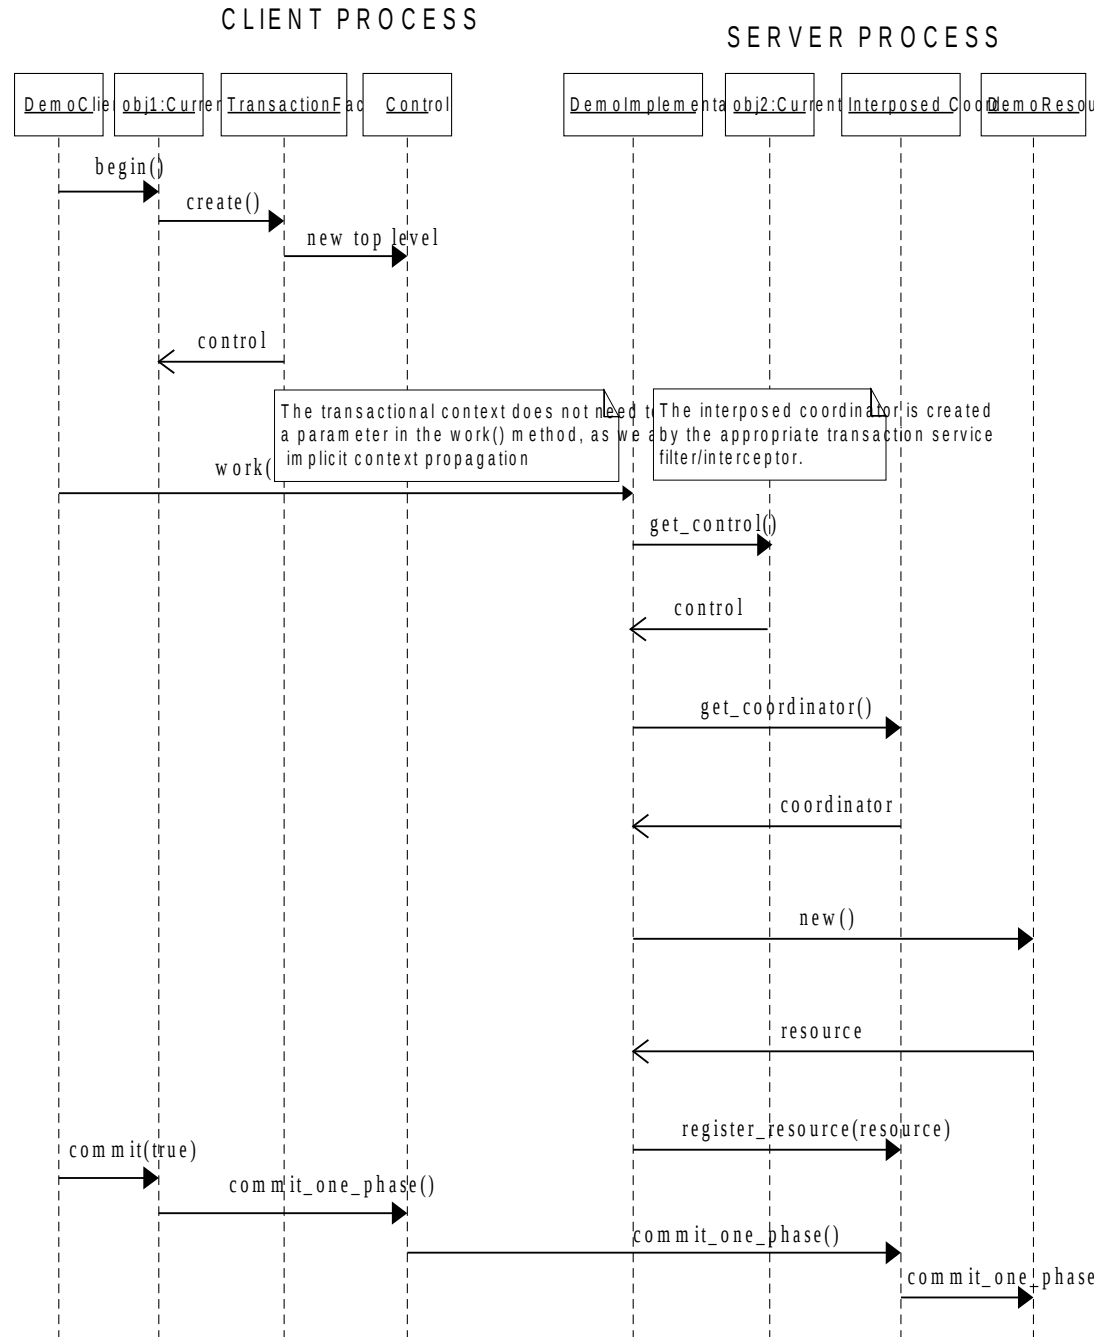 CLIENT PROCESS
SERVER PROCESS
DemoClie
obj1:Curren
TransactionFac
Control
DemoImplementa
obj2:Current
Interposed Coord
DemoResou
begin()
create()
new top level
control
The transactional context does not need t
a parameter in the work() method, as we a
implicit context propagation
The interposed coordinator is created
by the appropriate transaction service
filter/interceptor.
work(
get_control()
control
get_coordinator()
coordinator
new()
resource
register_resource(resource)
commit(true)
commit_one_phase()
commit_one_phase()
commit_one_phase